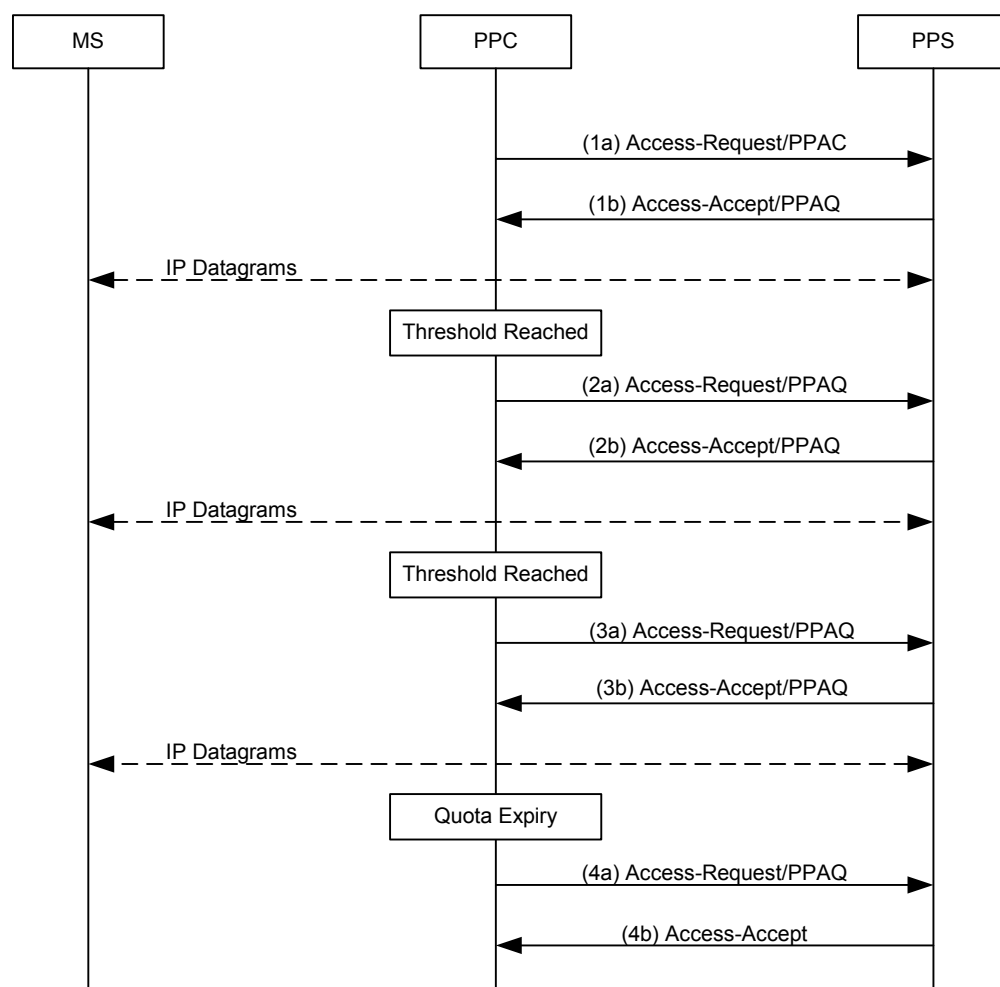 MS
PPC
PPS
(1a) Access-Request/PPAC
(1b) Access-Accept/PPAQ
IP Datagrams
Threshold Reached
(2a) Access-Request/PPAQ
(2b) Access-Accept/PPAQ
IP Datagrams
Threshold Reached
(3a) Access-Request/PPAQ
(3b) Access-Accept/PPAQ
IP Datagrams
Quota Expiry
(4a) Access-Request/PPAQ
(4b) Access-Accept